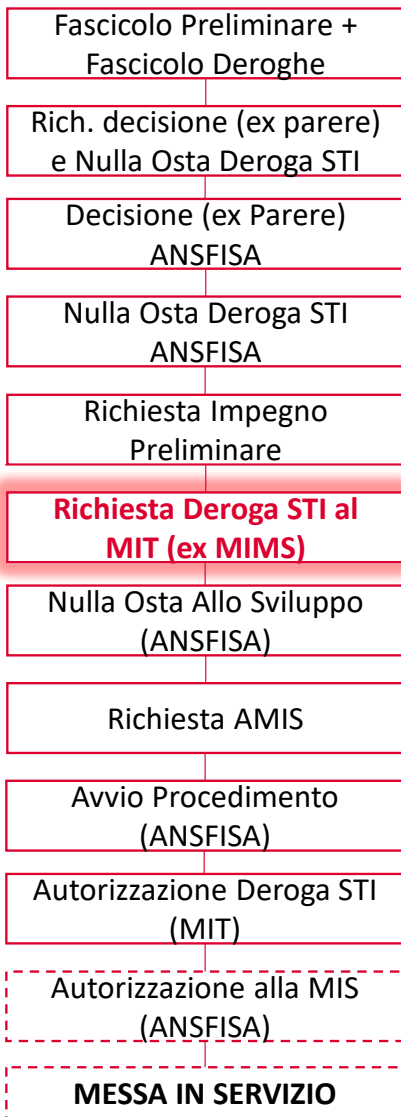 Fascicolo Preliminare +
Fascicolo Deroghe
Rich. decisione (ex parere)
e Nulla Osta Deroga STI
Decisione (ex Parere)
ANSFISA
Nulla Osta Deroga STI
ANSFISA
Richiesta Impegno
Preliminare
Richiesta Deroga STI al
MIT (ex MIMS)
Nulla Osta Allo Sviluppo
(ANSFISA)
Richiesta AMIS
Avvio Procedimento
(ANSFISA)
Autorizzazione Deroga STI
(MIT)
Autorizzazione alla MIS
(ANSFISA)
MESSA IN SERVIZIO